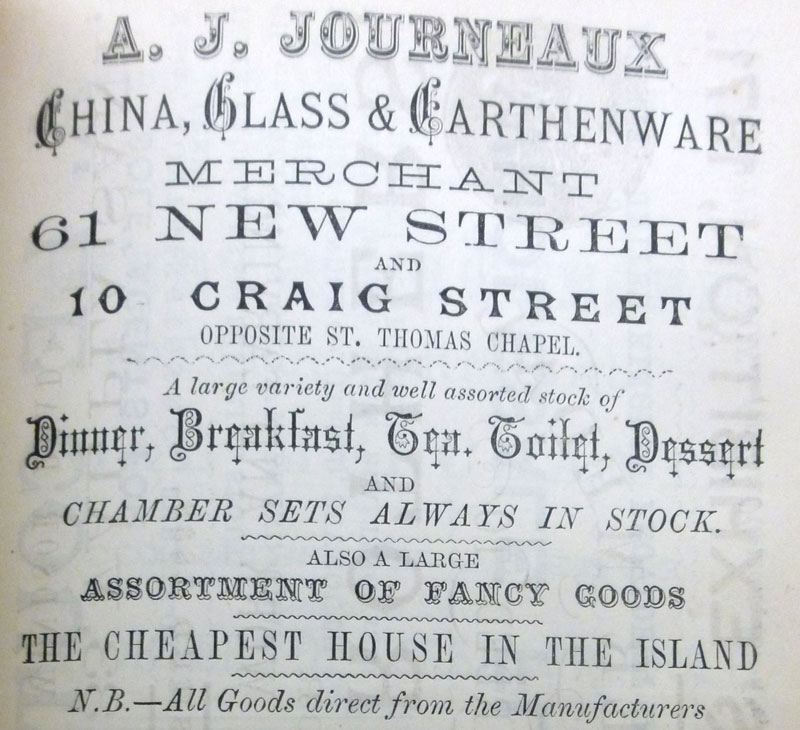 A. J. JOURNEAUX
CHINA, GLASS & EARTHENWARE
MERCHANT
61 NEW STREET
AND
10 CRAIG STREET
OPPOSITE ST. THOMAS CHAPEL.
A large variety and well assorted stock of
Dinner, Breakfast, Tea. Toilet, Dessert
AND
CHAMBER SETS ALWAYS IN STOCK.
ALSO A LARGE
ASSORTMENT OF FANCY GOODS
THE CHEAPEST HOUSE IN THE ISLAND
N.B.—All Goods direct from the Manufacturers